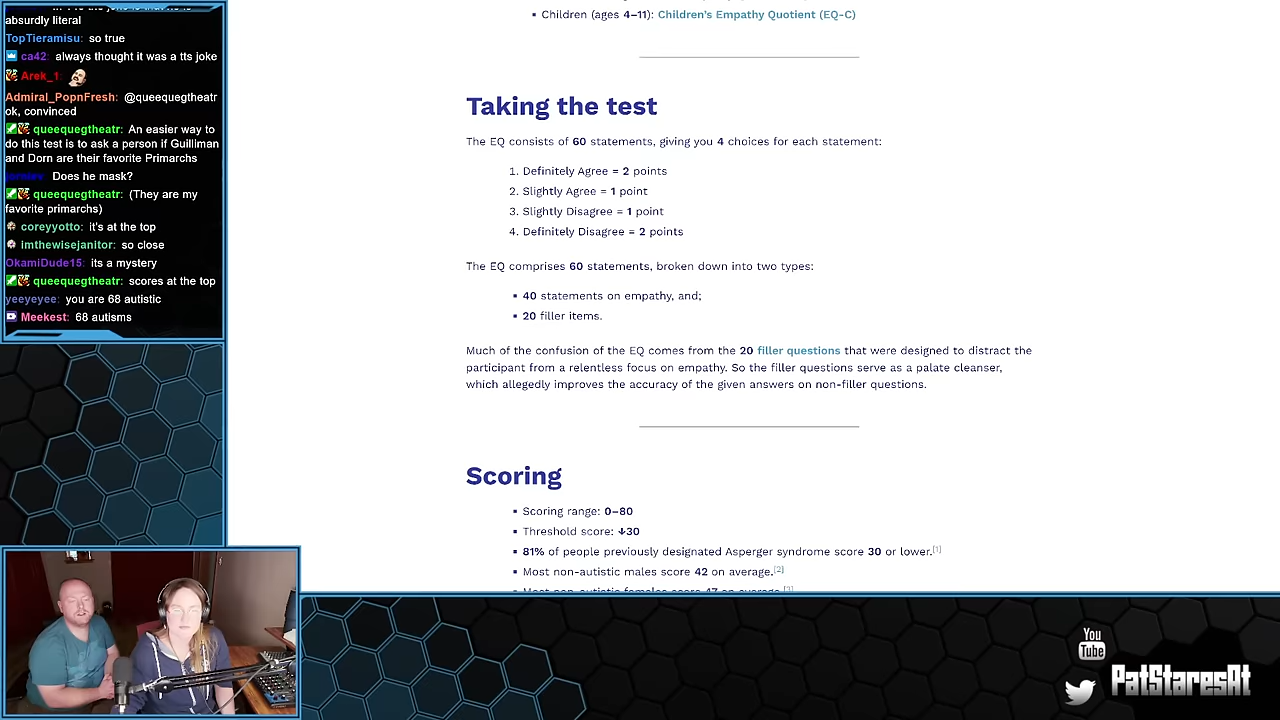 absurdly literal
TopTieramisu: so true
ca42: always thought it was a tts joke
Arek_1:
Admiral_PopnFresh: @queequegtheatr
ok, convinced
queequegtheatr: An easier way to
do this test is to ask a person if Guilliman
and Dorn are their favorite Primarchs
Does he mask?
queequegtheatr: (They are my
favorite primarchs)
coreyyotto: it's at the top
imthewisejanitor: so close
OkamiDude15: its a mystery
queequegtheatr: scores at the top
yeeyeyee: you are 68 autistic
Meekest: 68 autisms
▪ Children (ages 4–11): Children's Empathy Quotient (EQ-C)
Taking the test
The EQ consists of 60 statements, giving you 4 choices for each statement:
1. Definitely Agree = 2 points
2. Slightly Agree = 1 point
3. Slightly Disagree = 1 point
4. Definitely Disagree = 2 points
The EQ comprises 60 statements, broken down into two types:
▪ 40 statements on empathy, and;
▪ 20 filler items.
Much of the confusion of the EQ comes from the 20 filler questions that were designed to distract the
participant from a relentless focus on empathy. So the filler questions serve as a palate cleanser,
which allegedly improves the accuracy of the given answers on non-filler questions.
Scoring
▪ Scoring range: 0–80
▪ Threshold score: ↓30
▪ 81% of people previously designated Asperger syndrome score 30 or lower.[1]
▪ Most non-autistic males score 42 on average.[2]
▪ Most non-autistic females score 47 on average.[3]
You
Tube
PatStaresAt